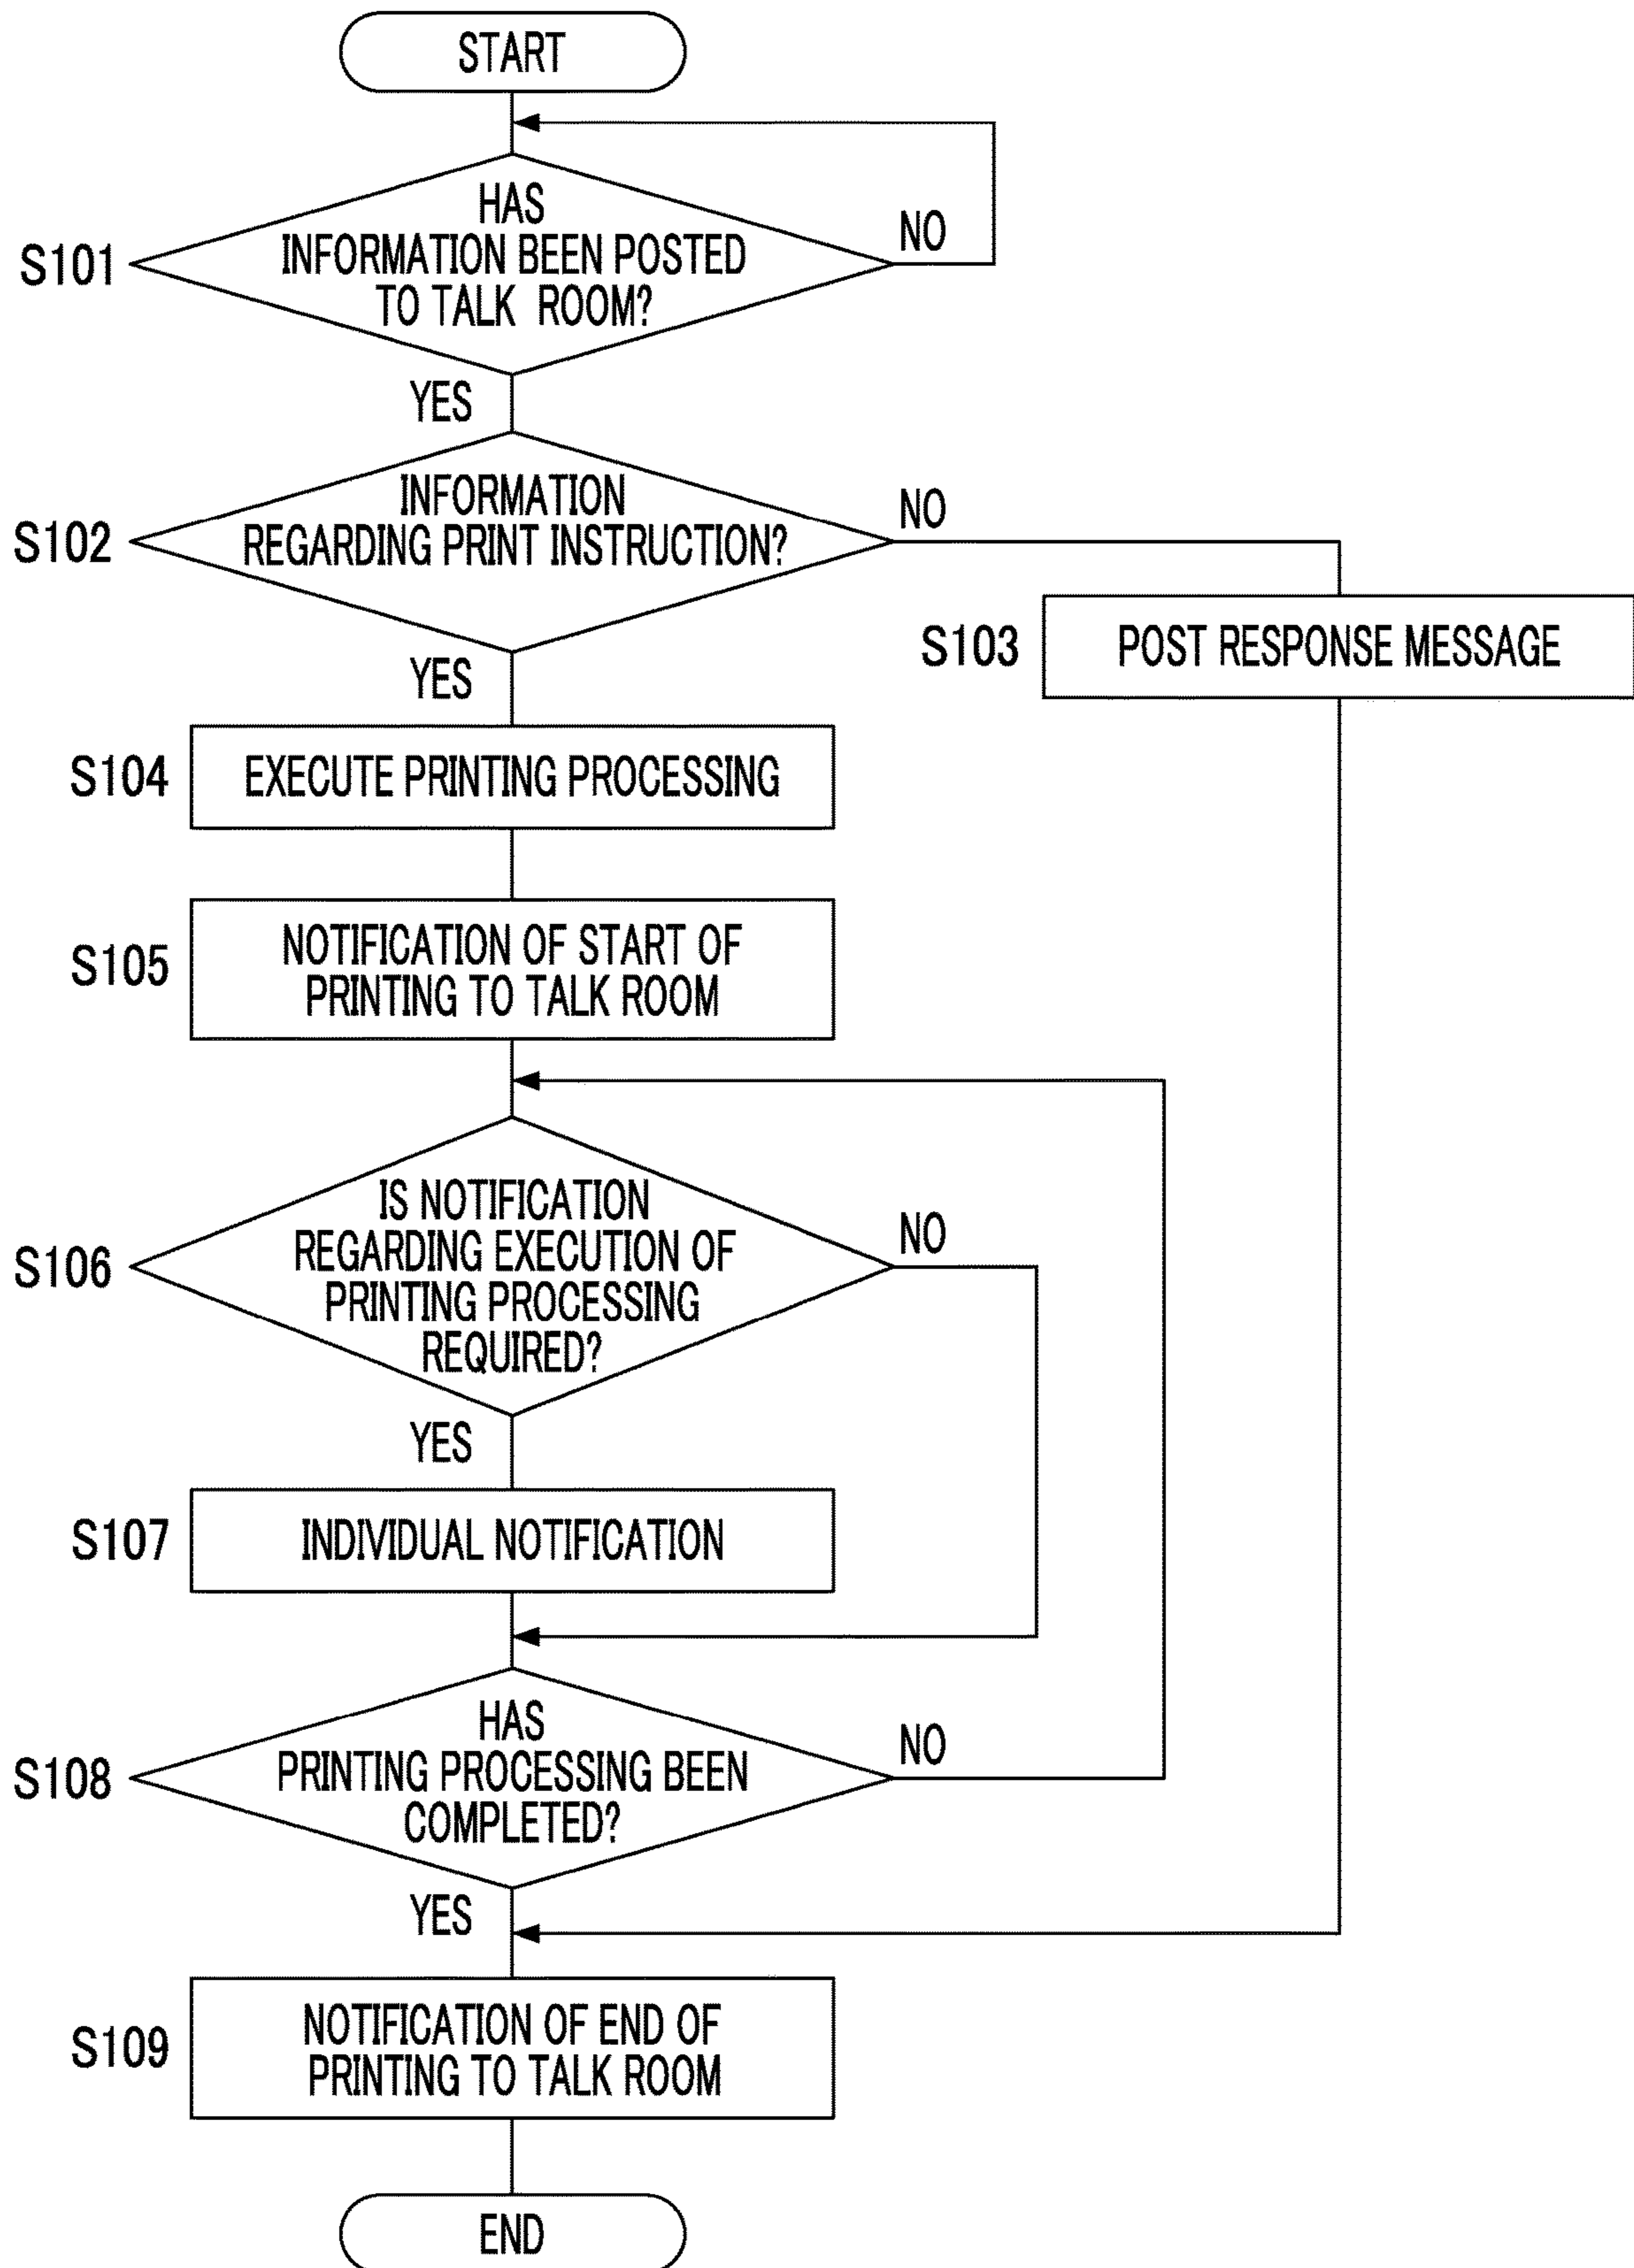 START
HAS
INFORMATION BEEN POSTED
TO TALK ROOM?
S101
NO
YES
INFORMATION
REGARDING PRINT INSTRUCTION?
S102
NO
S103
POST RESPONSE MESSAGE
YES
S104
EXECUTE PRINTING PROCESSING
S105
NOTIFICATION OF START OF
PRINTING TO TALK ROOM
IS NOTIFICATION
REGARDING EXECUTION OF
PRINTING PROCESSING
REQUIRED?
S106
NO
YES
S107
INDIVIDUAL NOTIFICATION
HAS
PRINTING PROCESSING BEEN
COMPLETED?
S108
NO
YES
S109
NOTIFICATION OF END OF
PRINTING TO TALK ROOM
END